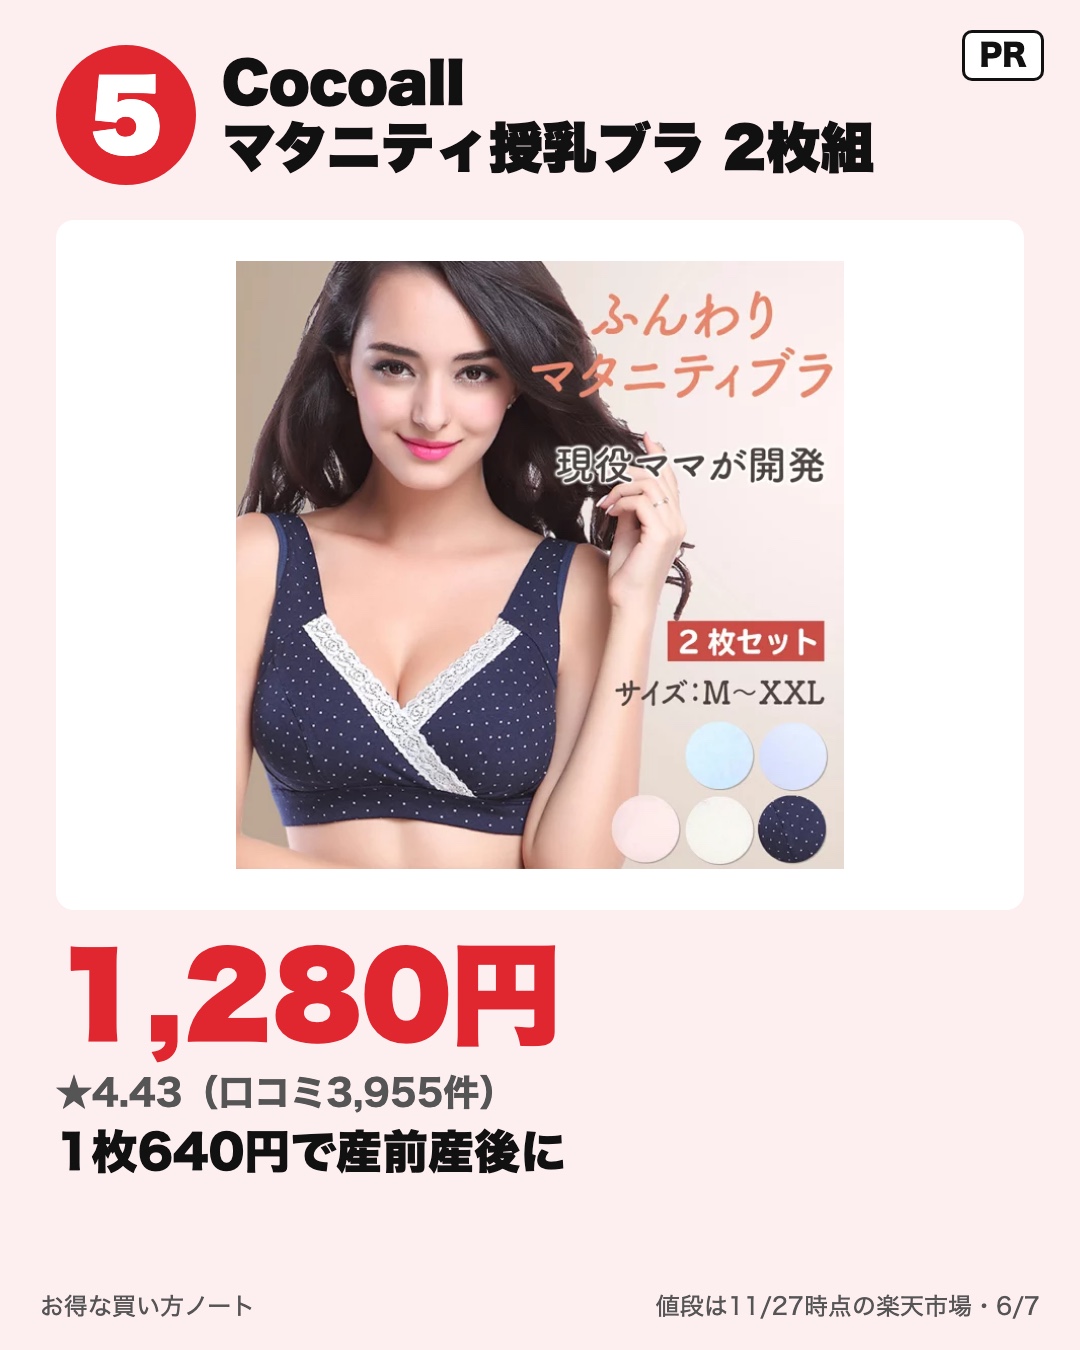 PR
5
Cocoall
マタニティ授乳ブラ 2枚組
ふんわり
マタニティブラ
現役ママが開発
2枚セット
サイズ：M〜XXL
1,280円
★4.43（口コミ3,955件）
1枚640円で産前産後に
お得な買い方ノート
値段は11/27時点の楽天市場・6/7